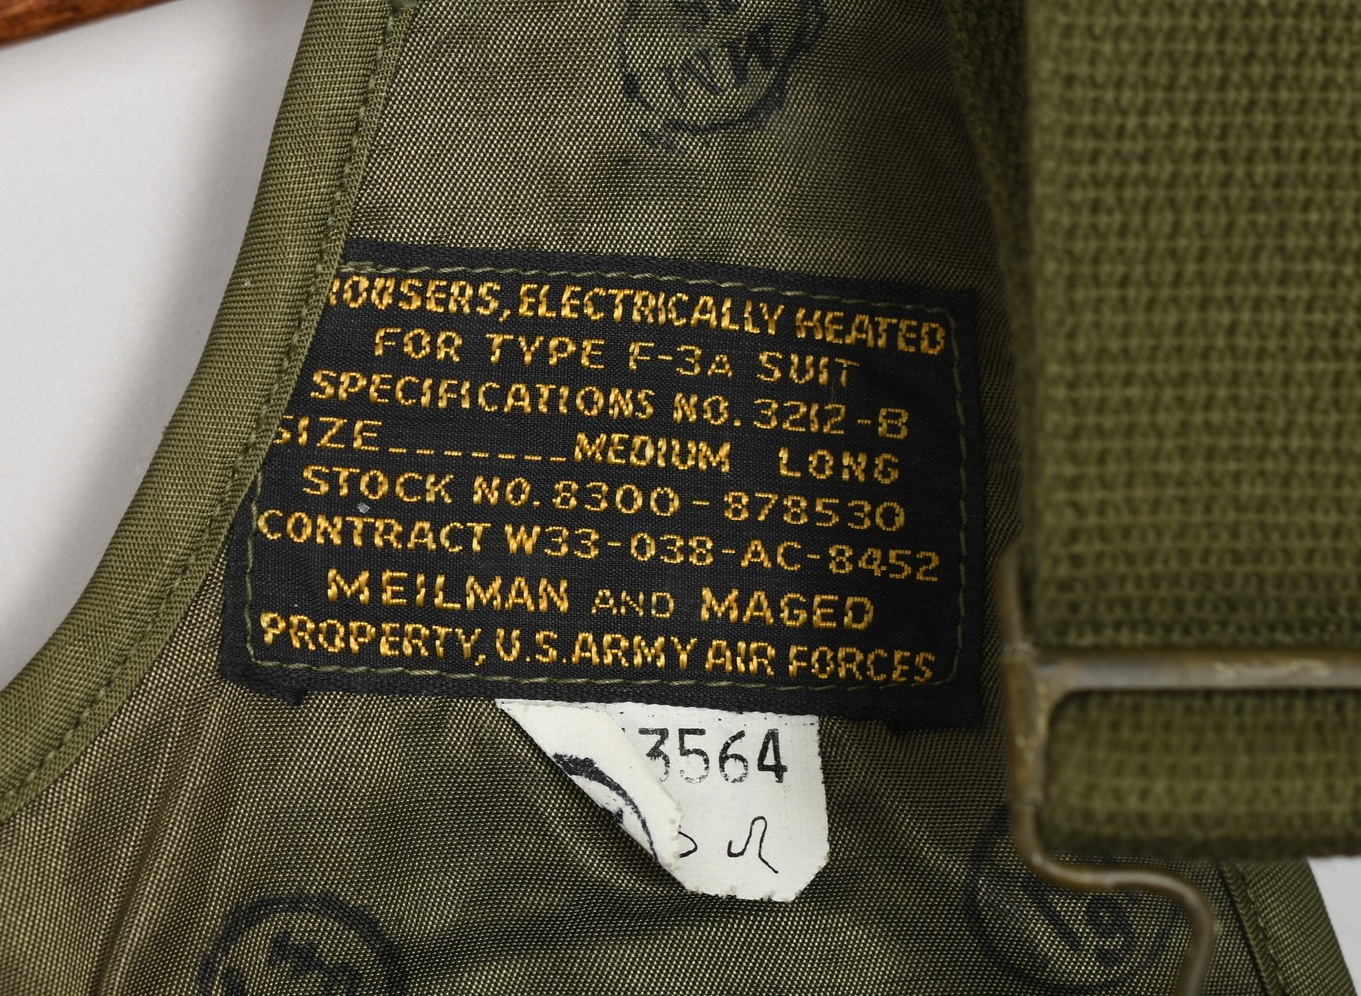 ROUSERS, ELECTRICALLY HEATED
FOR TYPE F-3A SUIT
SPECIFICATIONS NO. 3212-B
SIZE_______MEDIUM LONG
STOCK NO. 8300-878530
CONTRACT W33-038-AC-8452
MEILMAN AND MAGED
PROPERTY, U.S. ARMY AIR FORCES
3564